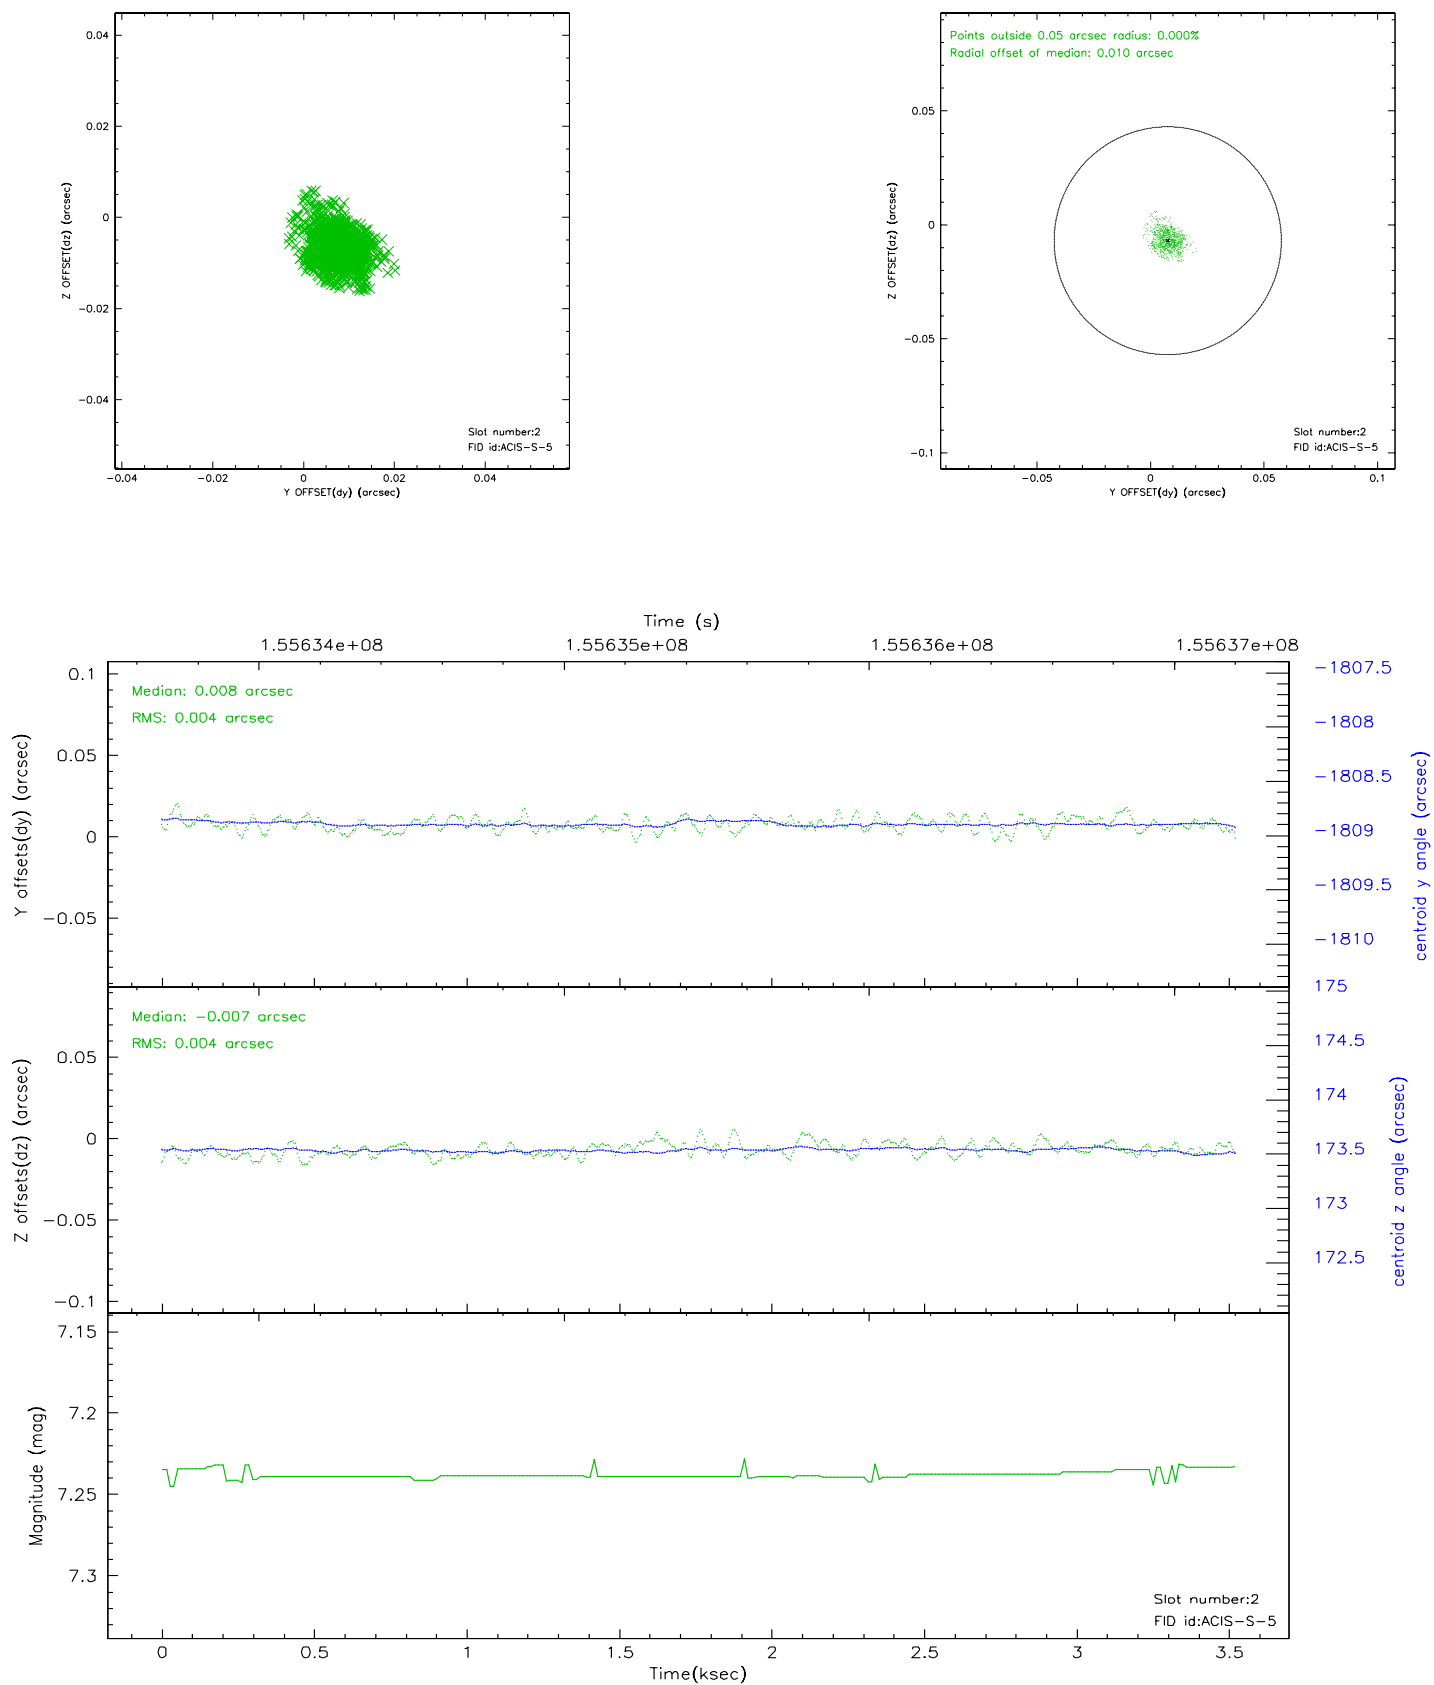 0.04
0.02
0
−0.02
−0.04
Z OFFSET(dz) (arcsec)
Slot number:2
FID id:ACIS−S−5
−0.04
−0.02
0
0.02
0.04
Y OFFSET(dy) (arcsec)
Points outside 0.05 arcsec radius: 0.000%
Radial offset of median: 0.010 arcsec
0.05
0
−0.05
−0.1
Z OFFSET(dz) (arcsec)
Slot number:2
FID id:ACIS−S−5
−0.05
0
0.05
0.1
Y OFFSET(dy) (arcsec)
Time (s)
1.55634e+08
1.55635e+08
1.55636e+08
1.55637e+08
Median: 0.008 arcsec
RMS: 0.004 arcsec
0.1
0.05
0
−0.05
Y offsets(dy) (arcsec)
−1807.5
−1808
−1808.5
−1809
−1809.5
−1810
centroid y angle (arcsec)
Median: −0.007 arcsec
RMS: 0.004 arcsec
0.05
0
−0.05
−0.1
Z offsets(dz) (arcsec)
175
174.5
174
173.5
173
172.5
centroid z angle (arcsec)
7.15
7.2
7.25
7.3
Magnitude (mag)
Slot number:2
FID id:ACIS−S−5
0
0.5
1
1.5
2
2.5
3
3.5
Time(ksec)